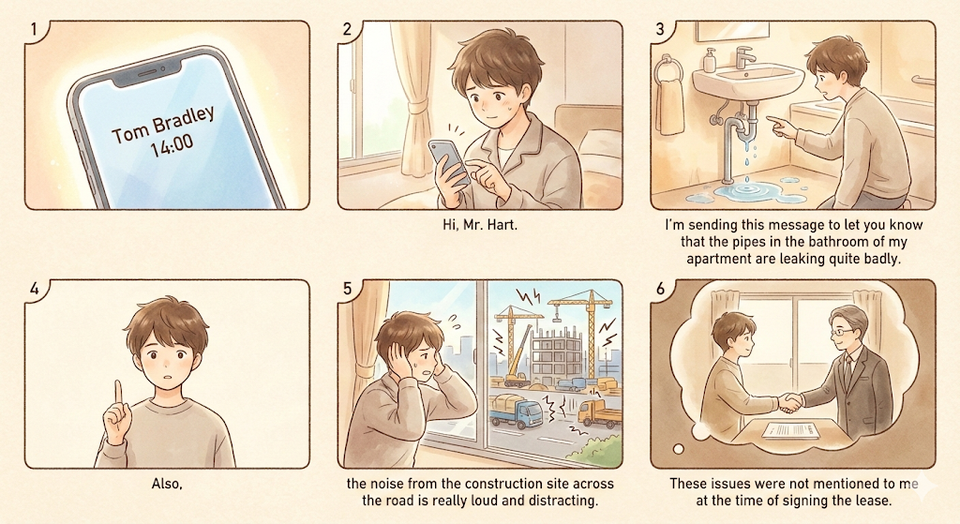 1
Tom Bradley
14:00
2
Hi, Mr. Hart.
3
I'm sending this message to let you know
that the pipes in the bathroom of my
apartment are leaking quite badly.
4
Also,
5
the noise from the construction site across
the road is really loud and distracting.
6
These issues were not mentioned to me
at the time of signing the lease.